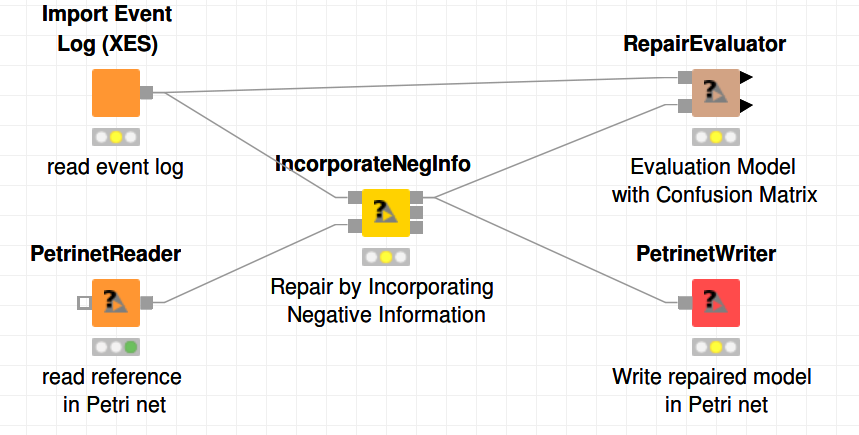 Import Event
Log (XES)
read event log
RepairEvaluator
Evaluation Model
with Confusion Matrix
IncorporateNegInfo
Repair by Incorporating
Negative Information
PetrinetReader
read reference
in Petri net
PetrinetWriter
Write repaired model
in Petri net
?
?
?
?